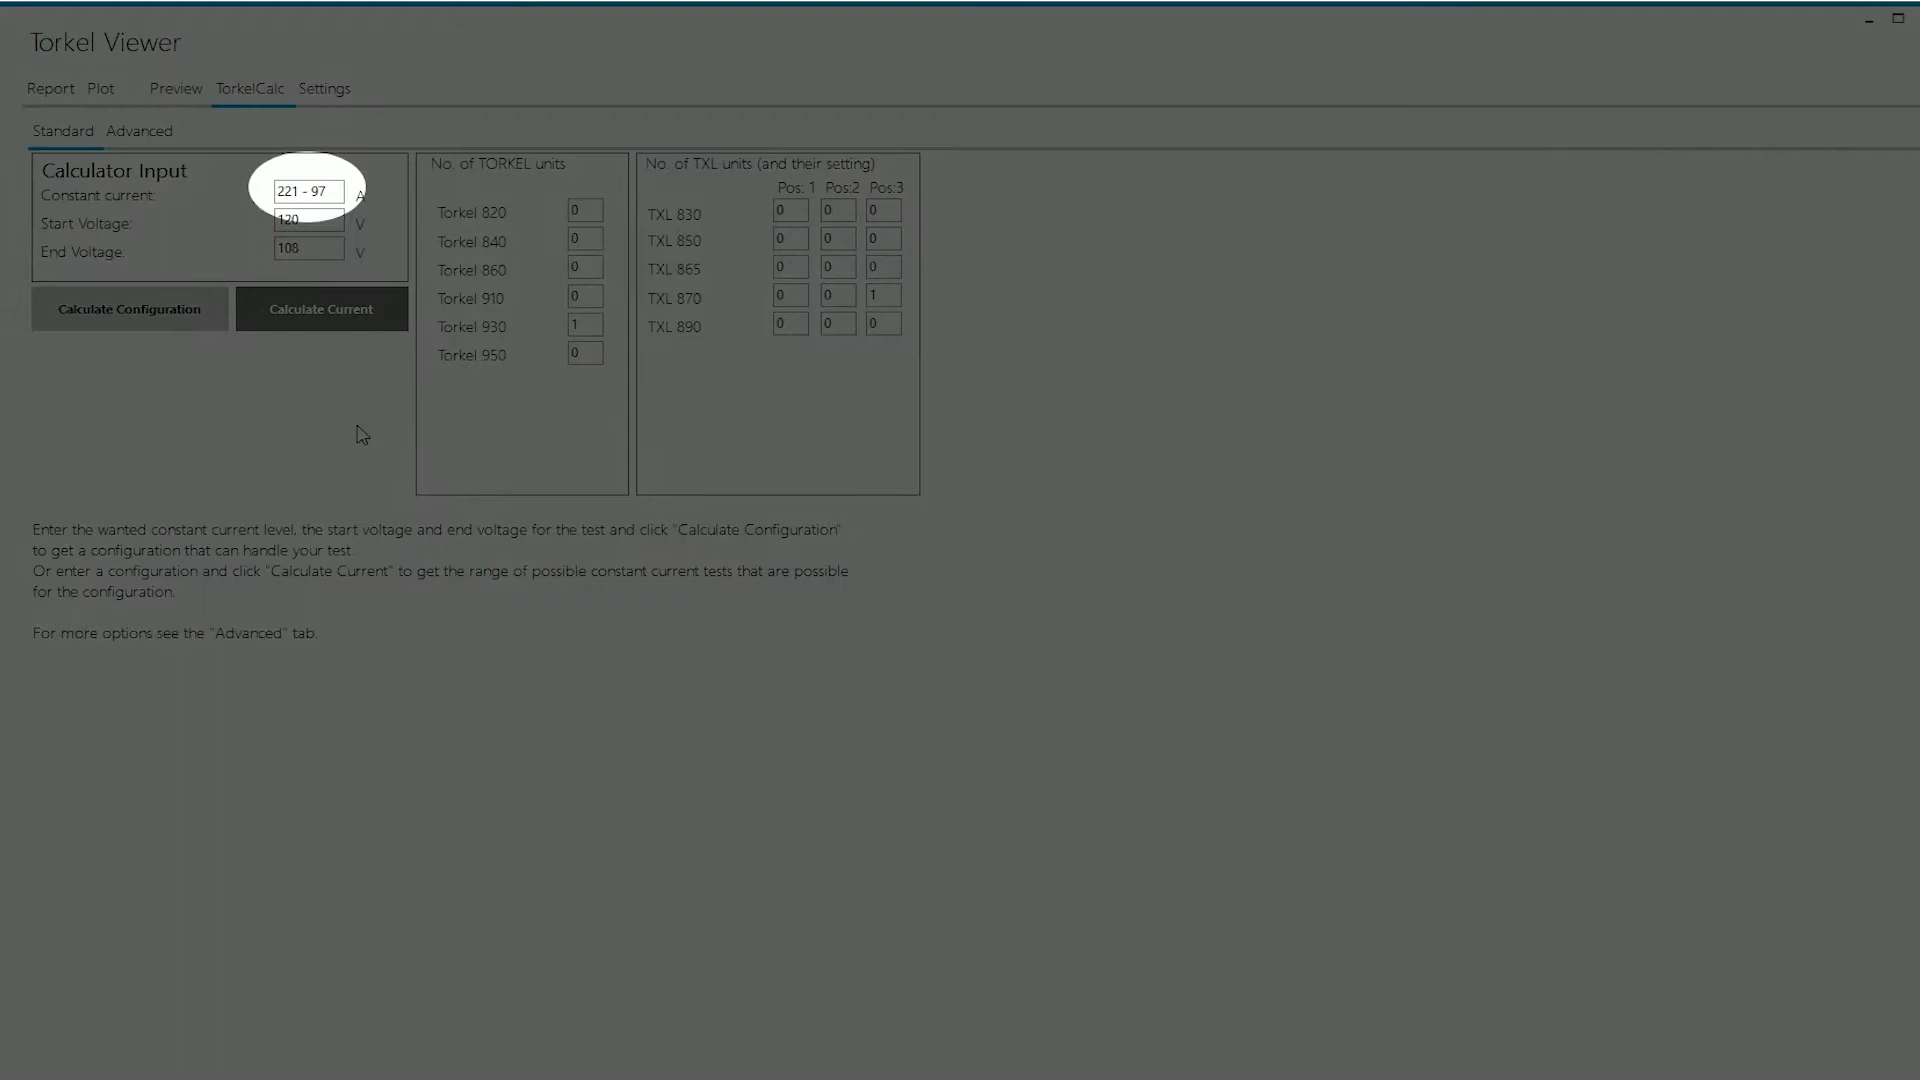 Torkel Viewer
Report Plot Preview TorkelCalc Settings
Standard Advanced
Calculator Input
Constant current: 221 - 97 A
Start Voltage: 120 V
End Voltage: 108 V
Calculate Configuration Calculate Current
No. of TORKEL units
Torkel 820 0
Torkel 840 0
Torkel 860 0
Torkel 910 0
Torkel 930 1
Torkel 950 0
No. of TXL units (and their setting)
Pos: 1 Pos:2 Pos:3
TXL 830 0 0 0
TXL 850 0 0 0
TXL 865 0 0 0
TXL 870 0 0 1
TXL 890 0 0 0
Enter the wanted constant current level, the start voltage and end voltage for the test and click "Calculate Configuration"
to get a configuration that can handle your test.
Or enter a configuration and click "Calculate Current" to get the range of possible constant current tests that are possible
for the configuration.
For more options see the "Advanced" tab.